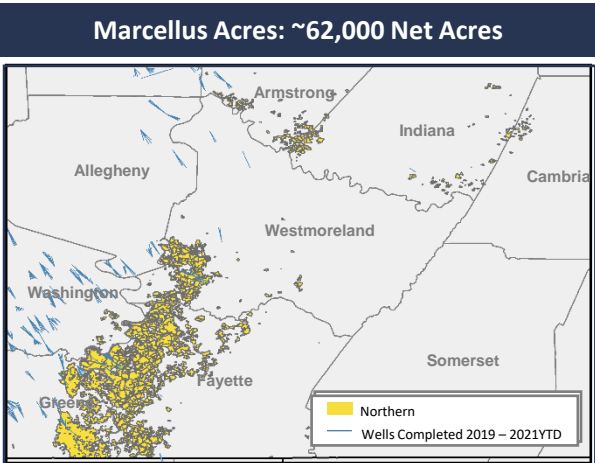 Marcellus Acres: ~62,000 Net Acres
Armstrong
Indiana
Allegheny
Cambria
Westmoreland
Washington
Somerset
Fayette
Greene
Northern
Wells Completed 2019 – 2021YTD